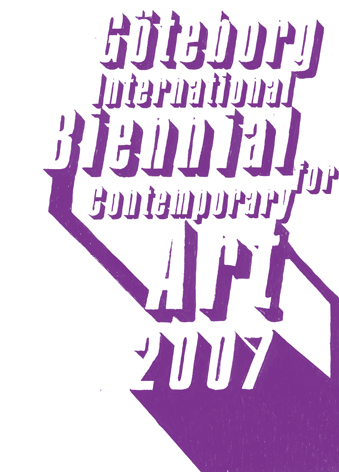 Göteborg
International
Biennial
for
Contemporary
Art
2007